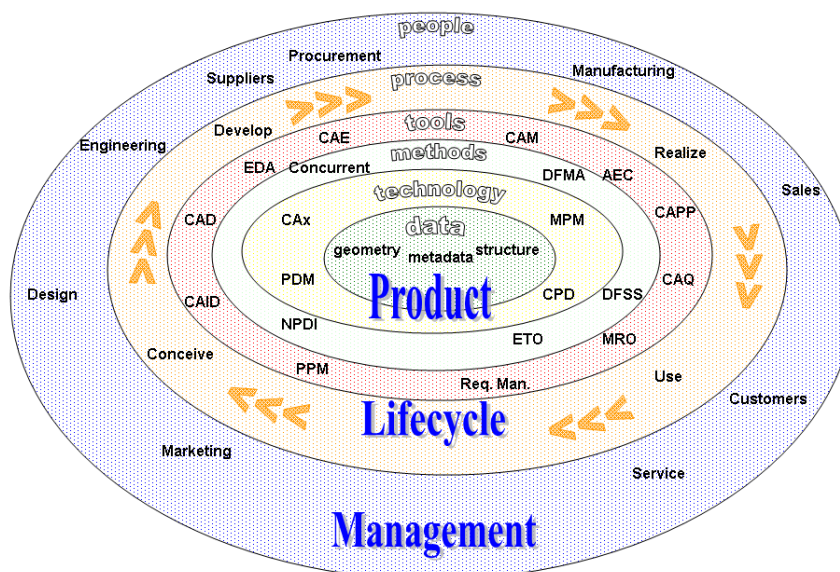 people
Procurement
Suppliers
Manufacturing
process
Engineering
Develop
tools
CAE
CAM
Realize
methods
EDA
Concurrent
DFMA
AEC
technology
Sales
CAD
CAx
data
MPM
CAPP
geometry
metadata
structure
PDM
CAQ
Design
CAID
Product
CPD
DFSS
NPDI
ETO
MRO
Conceive
PPM
Req. Man.
Use
Lifecycle
Customers
Marketing
Service
Management